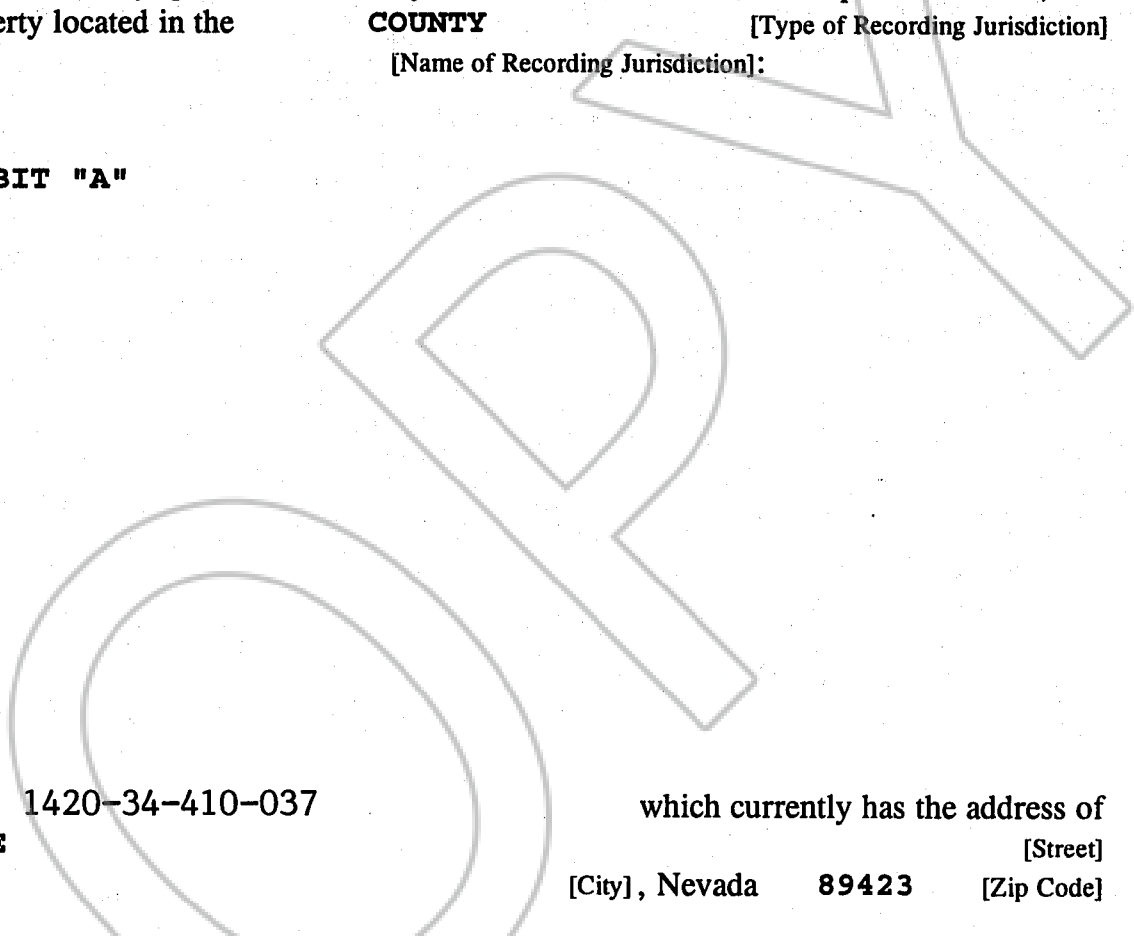 erty located in the COUNTY [Type of Recording Jurisdiction]
[Name of Recording Jurisdiction]:
BIT "A"
OPY
1420-34-410-037 which currently has the address of
[Street]
[City], Nevada 89423 [Zip Code]